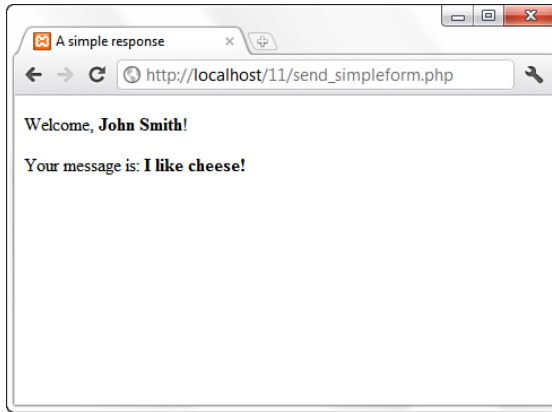 A simple response
http://localhost/11/send_simpleform.php
Welcome, John Smith!
Your message is: I like cheese!